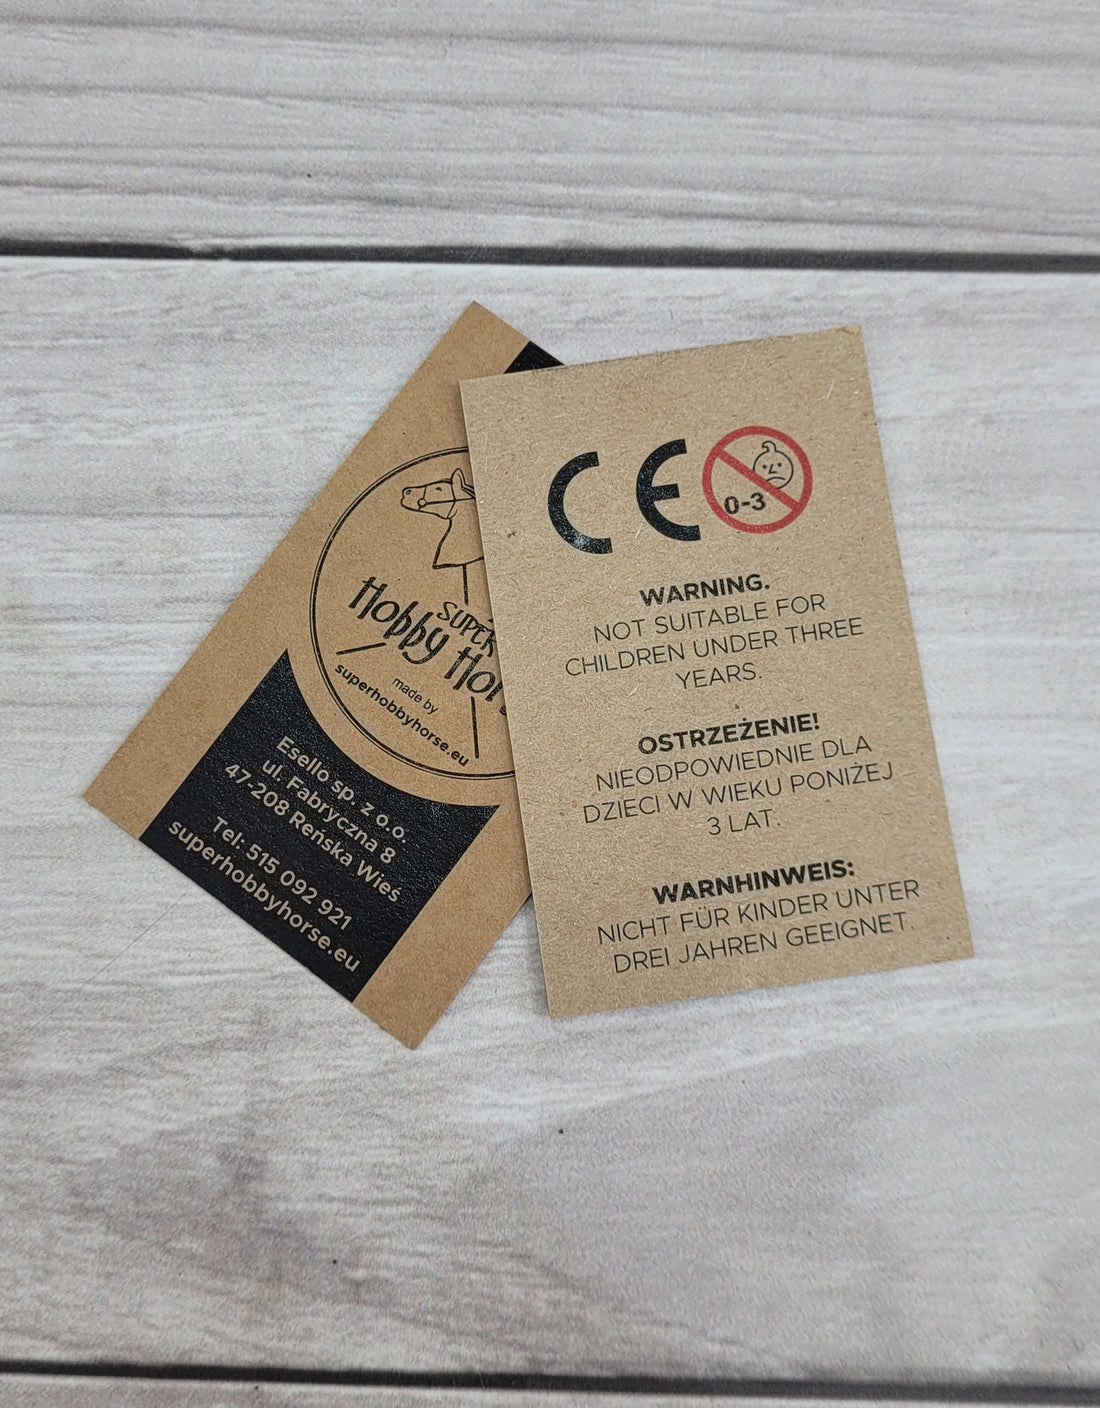 SUPER
Hobby
made by
superhobbyhorse.eu
Esello sp. z o.o.
ul. Fabryczna 8
47-208 Reńska Wieś
Tel: 515 092 921
superhobbyhorse.eu
CE
0-3
WARNING.
NOT SUITABLE FOR
CHILDREN UNDER THREE
YEARS.
OSTRZEŻENIE!
NIEODPOWIEDNIE DLA
DZIECI W WIEKU PONIŻEJ
3 LAT.
WARNHINWEIS:
NICHT FÜR KINDER UNTER
DREI JAHREN GEEIGNET.